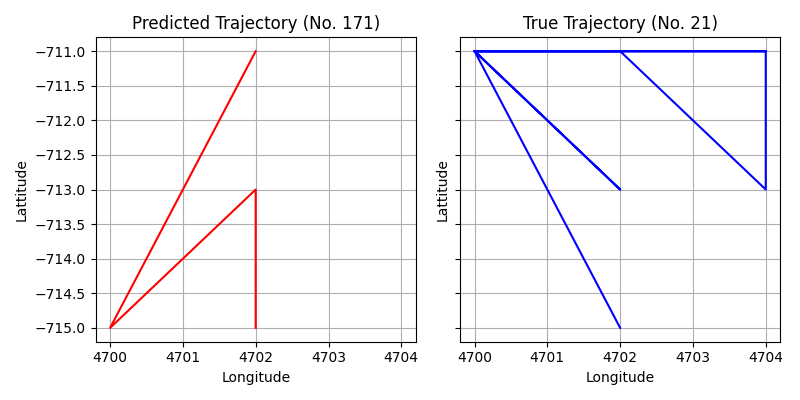 Predicted Trajectory (No. 171)
True Trajectory (No. 21)
Lattitude
−711.0
−711.5
−712.0
−712.5
−713.0
−713.5
−714.0
−714.5
−715.0
4700 4701 4702 4703 4704
Longitude
Lattitude
4700 4701 4702 4703 4704
Longitude